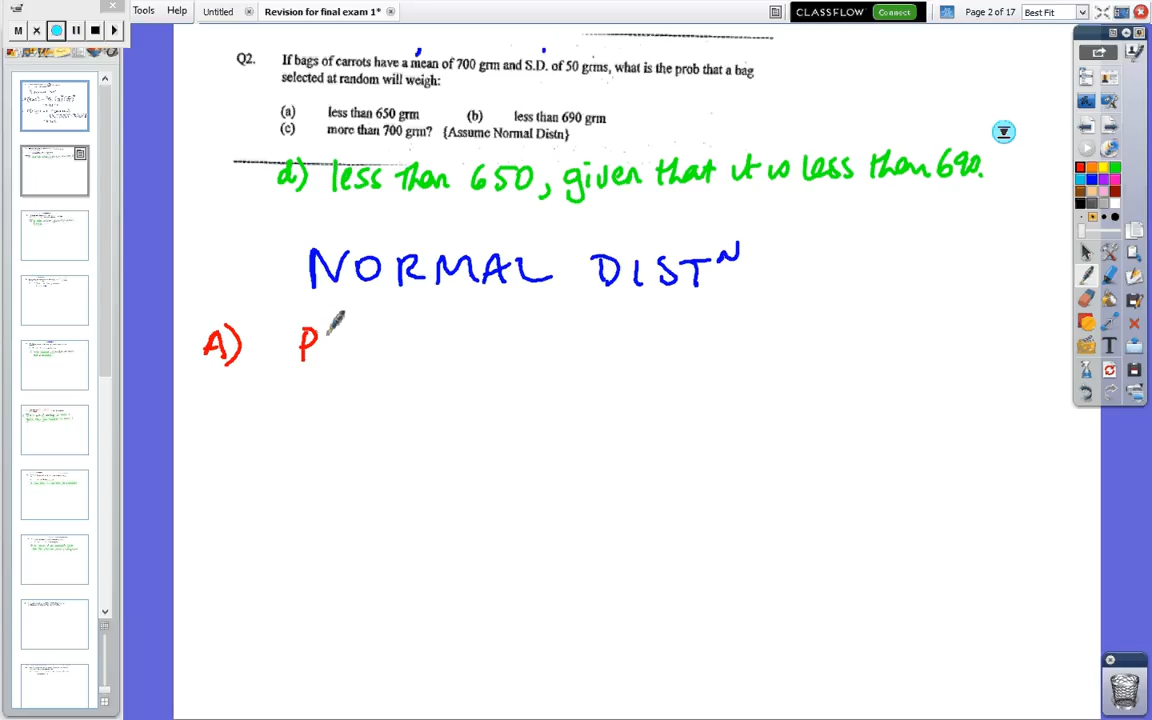 Tools Help Untitled Revision for final exam 1* CLASSFLOW Connect Page 2 of 17 Best Fit
M
Q2. If bags of carrots have a mean of 700 grm and S.D. of 50 grms, what is the prob that a bag
selected at random will weigh:
(a) less than 650 grm (b) less than 690 grm
(c) more than 700 grm? {Assume Normal Distn}
d) less than 650, given that it is less than 690.
NORMAL DISTN
A) P
T